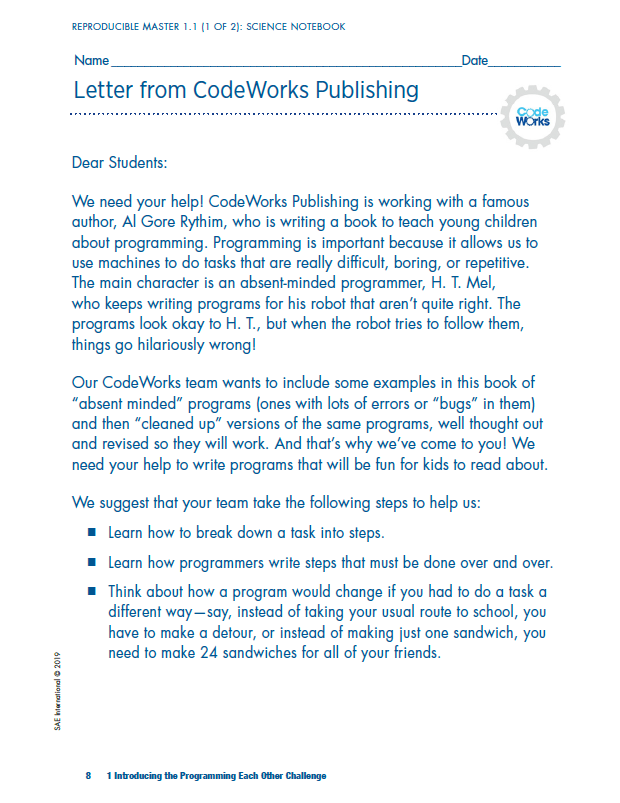 REPRODUCIBLE MASTER 1.1 (1 OF 2): SCIENCE NOTEBOOK
Name Date
Letter from CodeWorks Publishing
Code
Works
Dear Students:
We need your help! CodeWorks Publishing is working with a famous
author, Al Gore Rythim, who is writing a book to teach young children
about programming. Programming is important because it allows us to
use machines to do tasks that are really difficult, boring, or repetitive.
The main character is an absent-minded programmer, H. T. Mel,
who keeps writing programs for his robot that aren’t quite right. The
programs look okay to H. T., but when the robot tries to follow them,
things go hilariously wrong!
Our CodeWorks team wants to include some examples in this book of
“absent minded” programs (ones with lots of errors or “bugs” in them)
and then “cleaned up” versions of the same programs, well thought out
and revised so they will work. And that’s why we’ve come to you! We
need your help to write programs that will be fun for kids to read about.
We suggest that your team take the following steps to help us:
■ Learn how to break down a task into steps.
■ Learn how programmers write steps that must be done over and over.
■ Think about how a program would change if you had to do a task a
different way—say, instead of taking your usual route to school, you
have to make a detour, or instead of making just one sandwich, you
need to make 24 sandwiches for all of your friends.
SAE International © 2019
8 1 Introducing the Programming Each Other Challenge